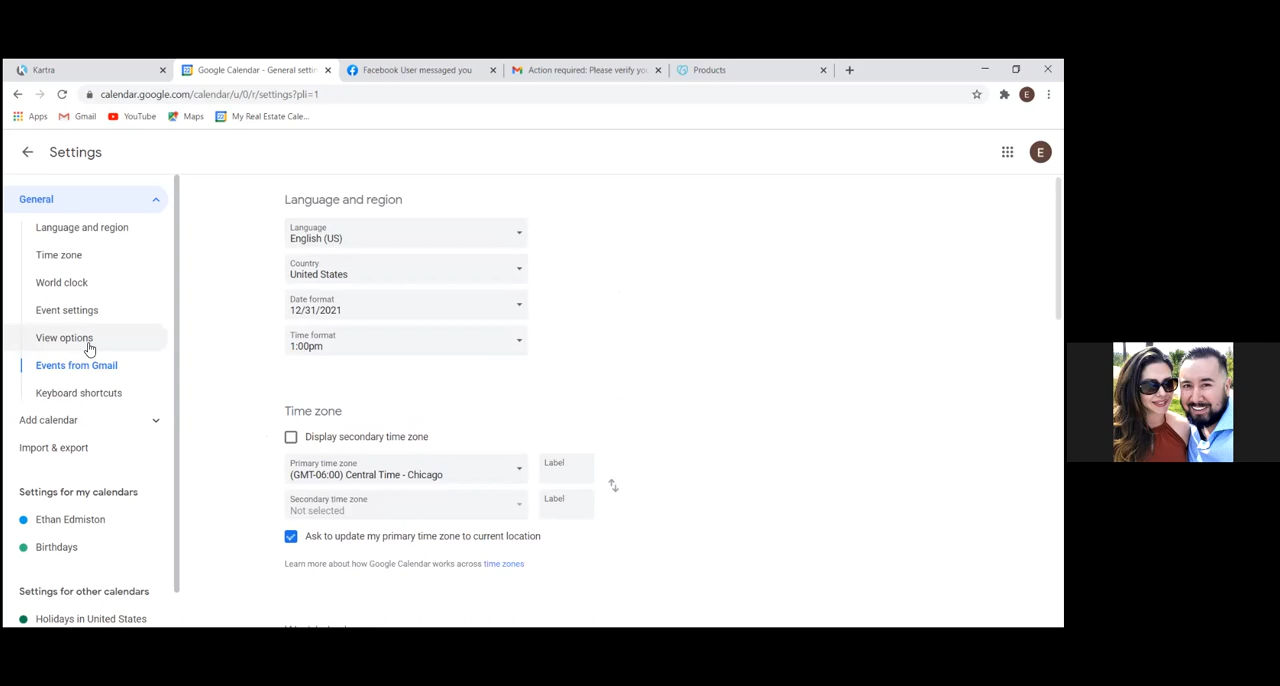 Kartra
Google Calendar - General settin
Facebook User messaged you
Action required: Please verify you
Products
calendar.google.com/calendar/u/0/r/settings?pli=1
E
Apps
Gmail
YouTube
Maps
My Real Estate Cale...
Settings
E
General
Language and region
Time zone
World clock
Event settings
View options
Events from Gmail
Keyboard shortcuts
Add calendar
Import & export
Settings for my calendars
Ethan Edmiston
Birthdays
Settings for other calendars
Holidays in United States
Language and region
Language
English (US)
Country
United States
Date format
12/31/2021
Time format
1:00pm
Time zone
Display secondary time zone
Primary time zone
(GMT-06:00) Central Time - Chicago
Label
Secondary time zone
Not selected
Label
Ask to update my primary time zone to current location
Learn more about how Google Calendar works across time zones